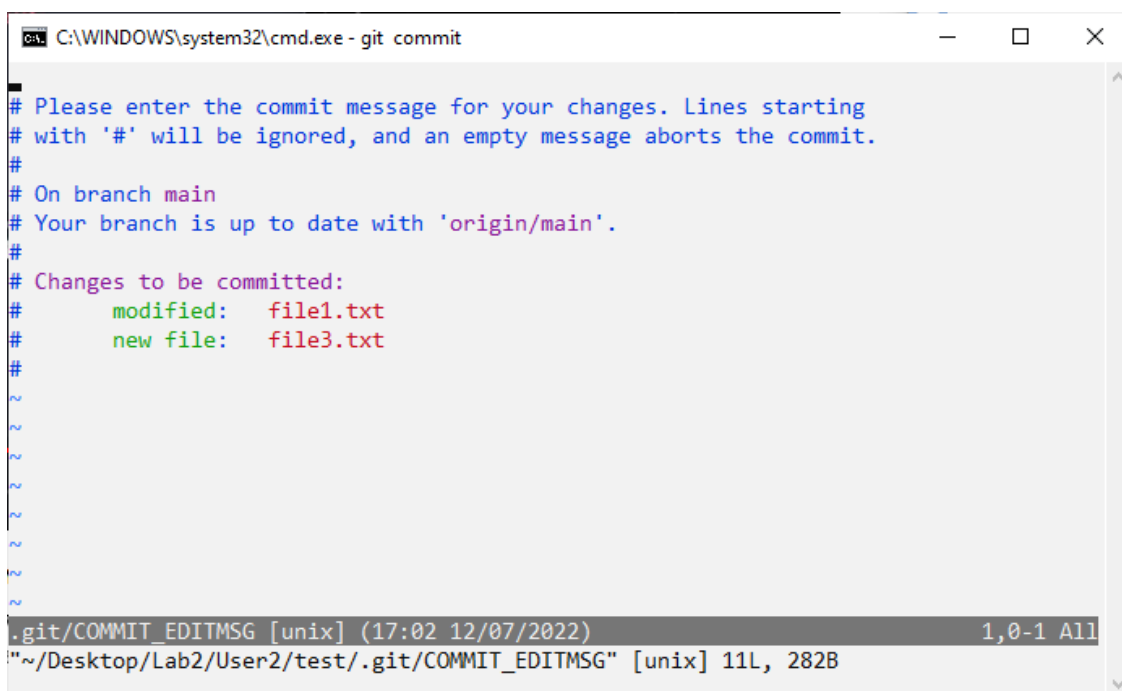 C:\WINDOWS\system32\cmd.exe - git commit
# Please enter the commit message for your changes. Lines starting
# with '#' will be ignored, and an empty message aborts the commit.
#
# On branch main
# Your branch is up to date with 'origin/main'.
#
# Changes to be committed:
#       modified:   file1.txt
#       new file:   file3.txt
#
~
~
~
~
~
~
~
~
.git/COMMIT_EDITMSG [unix] (17:02 12/07/2022) 1,0-1 All
"~/Desktop/Lab2/User2/test/.git/COMMIT_EDITMSG" [unix] 11L, 282B